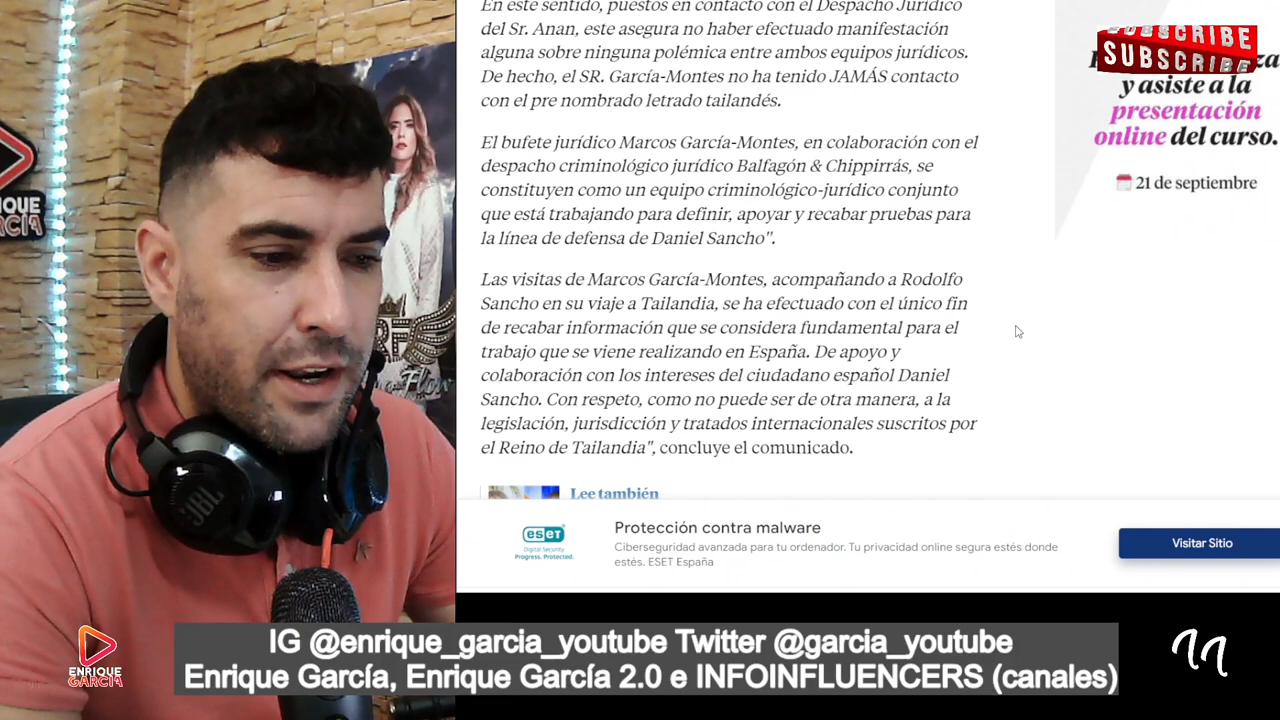 En este sentido, puestos en contacto con el Despacho Jurídico
del Sr. Anan, este asegura no haber efectuado manifestación
alguna sobre ninguna polémica entre ambos equipos jurídicos.
De hecho, el SR. García-Montes no ha tenido JAMÁS contacto
con el pre nombrado letrado tailandés.
El bufete jurídico Marcos García-Montes, en colaboración con el
despacho criminológico jurídico Balfagón & Chippirrás, se
constituyen como un equipo criminológico-jurídico conjunto
que está trabajando para definir, apoyar y recabar pruebas para
la línea de defensa de Daniel Sancho".
Las visitas de Marcos García-Montes, acompañando a Rodolfo
Sancho en su viaje a Tailandia, se ha efectuado con el único fin
de recabar información que se considera fundamental para el
trabajo que se viene realizando en España. De apoyo y
colaboración con los intereses del ciudadano español Daniel
Sancho. Con respeto, como no puede ser de otra manera, a la
legislación, jurisdicción y tratados internacionales suscritos por
el Reino de Tailandia", concluye el comunicado.
Lee también
SUBSCRIBE
SUBSCRIBE
y asiste a la
presentación
online del curso.
21 de septiembre
eseT
Digital Security
Progress. Protected.
Protección contra malware
Ciberseguridad avanzada para tu ordenador. Tu privacidad online segura estés donde
estés. ESET España
Visitar Sitio
JBL
Flow
IG @enrique_garcia_youtube Twitter @garcia_youtube
Enrique García, Enrique García 2.0 e INFOINFLUENCERS (canales)
ENRIQUE
GARCÍA